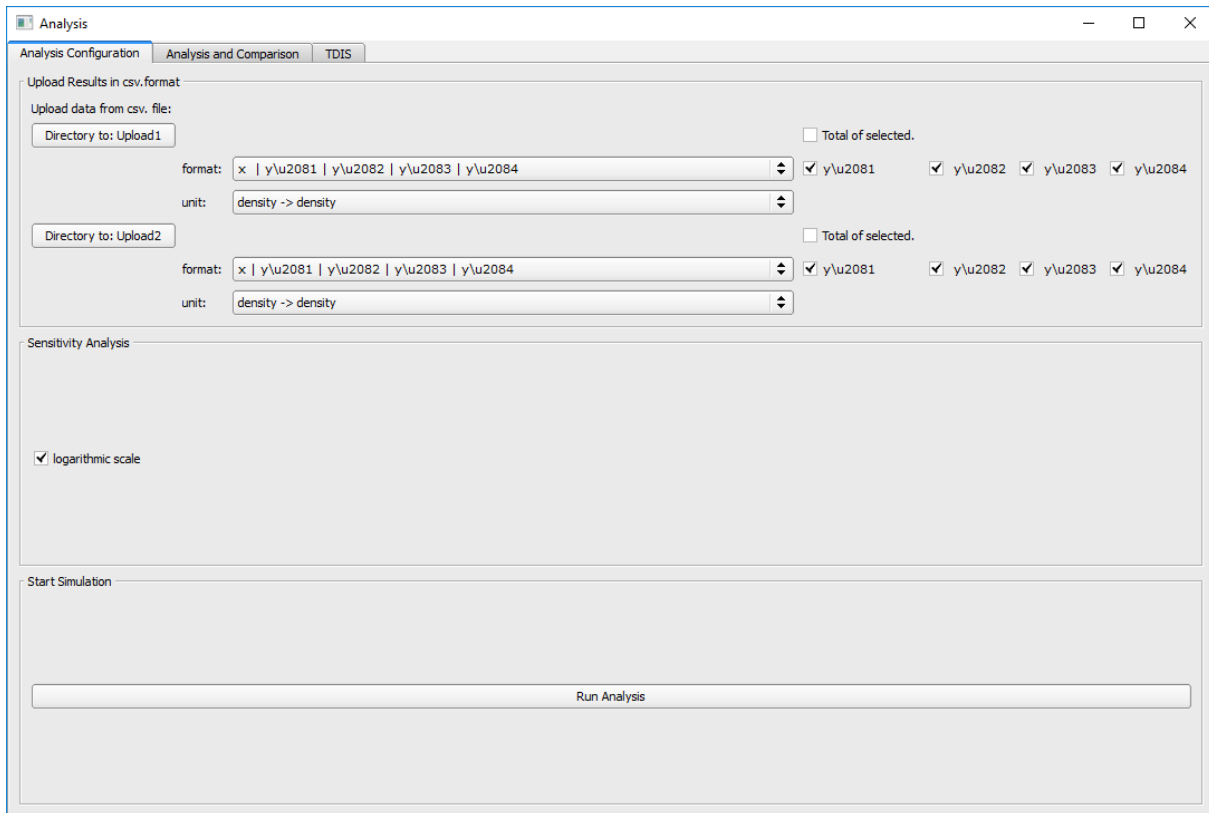 Analysis
Analysis Configuration Analysis and Comparison TDIS
Upload Results in csv.format
Upload data from csv. file:
Directory to: Upload1 Total of selected.
format: x | y\u2081 | y\u2082 | y\u2083 | y\u2084 y\u2081 y\u2082 y\u2083 y\u2084
unit: density -> density
Directory to: Upload2 Total of selected.
format: x | y\u2081 | y\u2082 | y\u2083 | y\u2084 y\u2081 y\u2082 y\u2083 y\u2084
unit: density -> density
Sensitivity Analysis
logarithmic scale
Start Simulation
Run Analysis